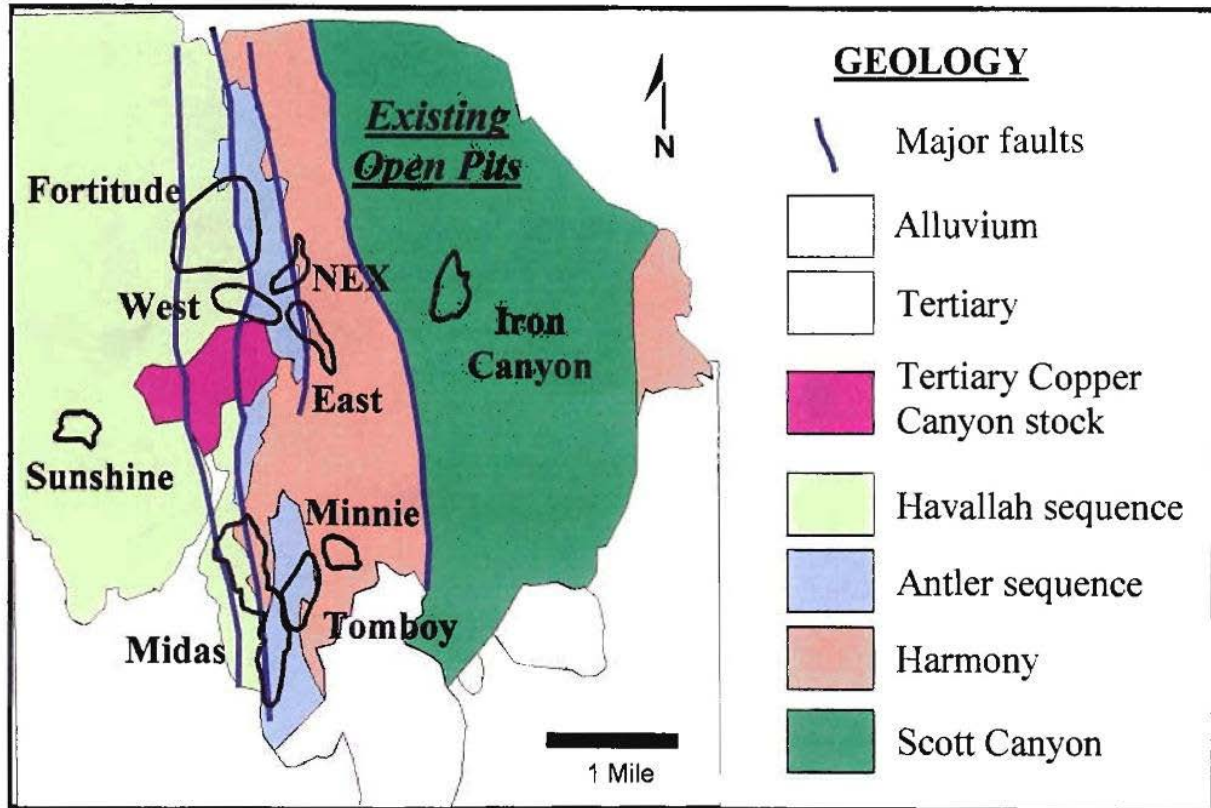 Existing
Open Pits
N
Fortitude
NEX
West
Iron
Canyon
East
Sunshine
Minnie
Tomboy
Midas
1 Mile
GEOLOGY
Major faults
Alluvium
Tertiary
Tertiary Copper
Canyon stock
Havallah sequence
Antler sequence
Harmony
Scott Canyon